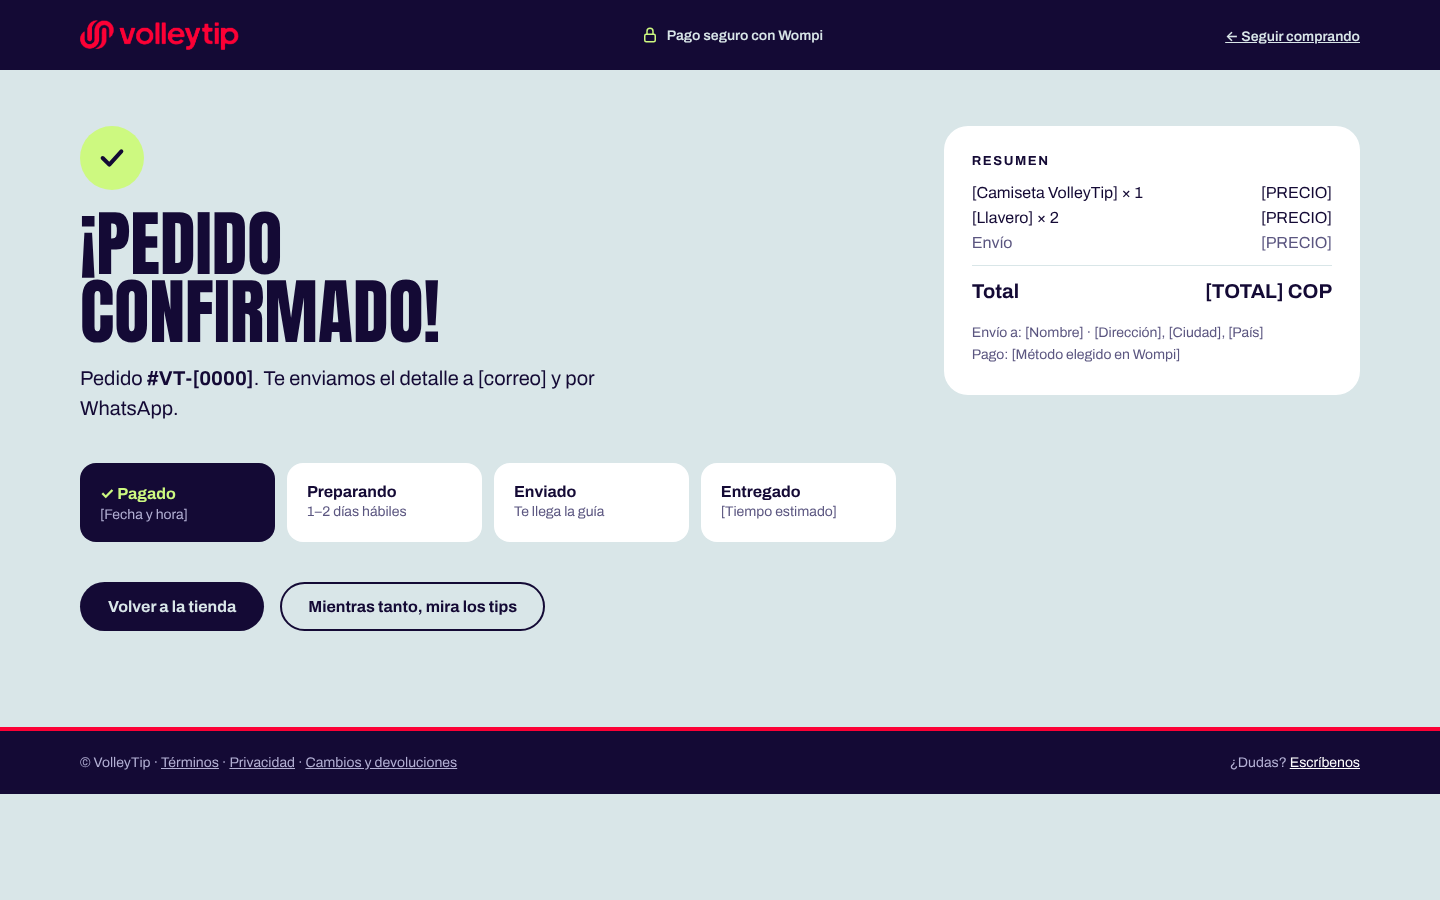 volleytip
Pago seguro con Wompi
← Seguir comprando
¡PEDIDO
CONFIRMADO!
Pedido #VT-[0000]. Te enviamos el detalle a [correo] y por
WhatsApp.
✓ Pagado
[Fecha y hora]
Preparando
1–2 días hábiles
Enviado
Te llega la guía
Entregado
[Tiempo estimado]
Volver a la tienda
Mientras tanto, mira los tips
RESUMEN
[Camiseta VolleyTip] × 1 [PRECIO]
[Llavero] × 2 [PRECIO]
Envío [PRECIO]
Total [TOTAL] COP
Envío a: [Nombre] · [Dirección], [Ciudad], [País]
Pago: [Método elegido en Wompi]
© VolleyTip · Términos · Privacidad · Cambios y devoluciones
¿Dudas? Escríbenos